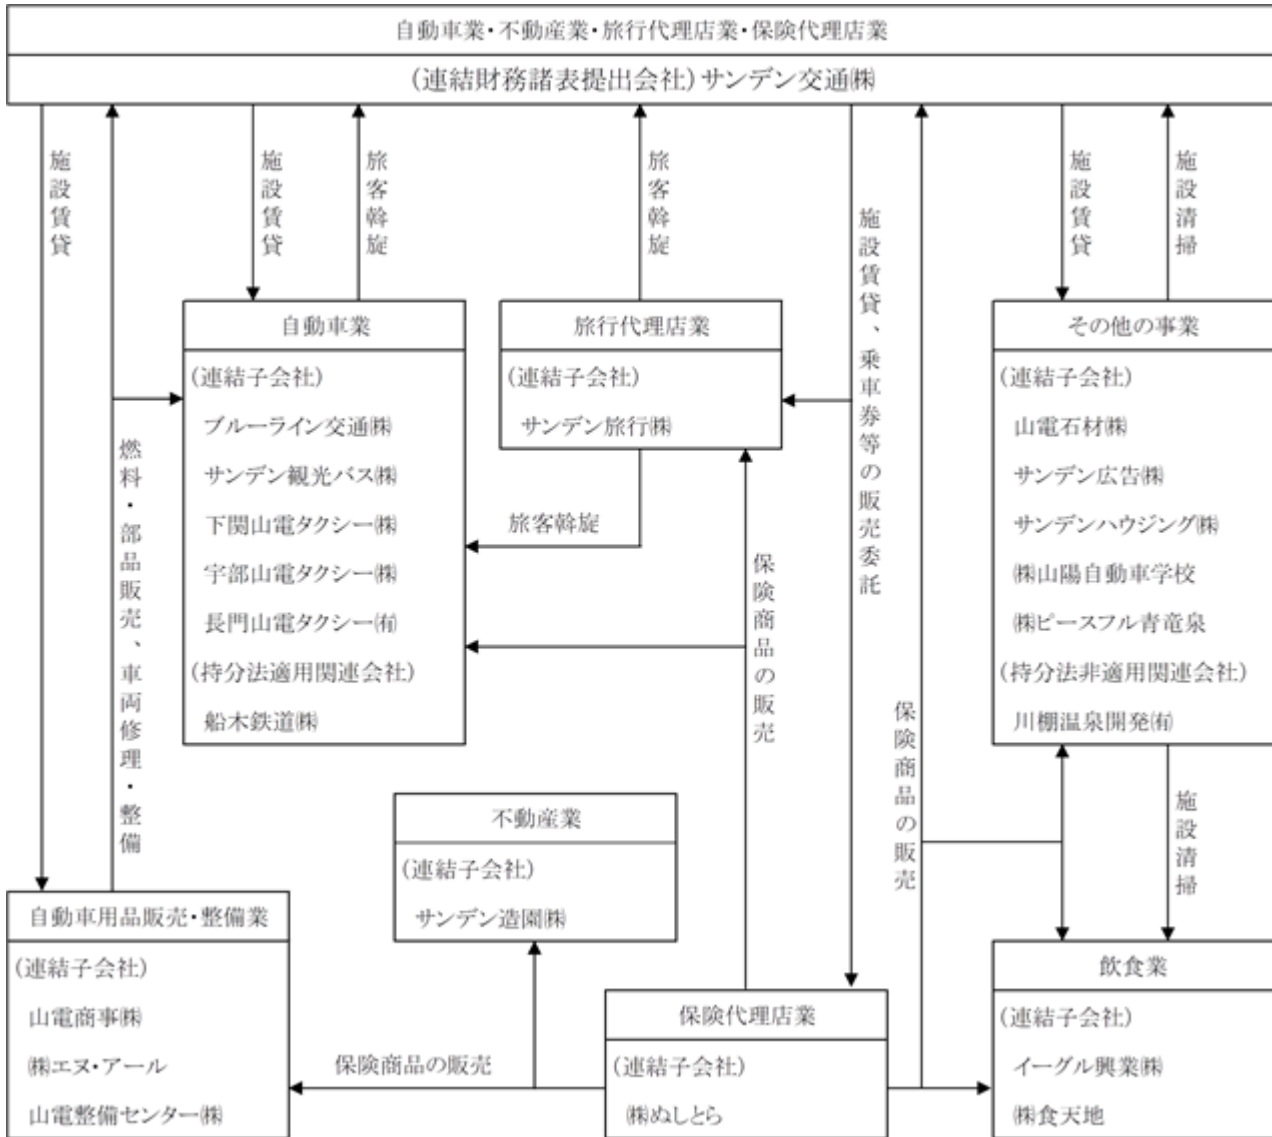 自動車業・不動産業・旅行代理店業・保険代理店業
(連結財務諸表提出会社)サンデン交通㈱
施設賃貸
施設賃貸
旅客斡旋
旅客斡旋
施設賃貸、乗車券等の販売委託
施設賃貸
施設清掃
自動車業
(連結子会社)
ブルーライン交通㈱
サンデン観光バス㈱
下関山電タクシー㈱
宇部山電タクシー㈱
長門山電タクシー㈲
(持分法適用関連会社)
船木鉄道㈱
旅行代理店業
(連結子会社)
サンデン旅行㈱
旅客斡旋
その他の事業
(連結子会社)
山電石材㈱
サンデン広告㈱
サンデンハウジング㈱
㈱山陽自動車学校
㈱ピースフル青竜泉
(持分法非適用関連会社)
川棚温泉開発㈲
燃料・部品販売、車両修理・整備
保険商品の販売
保険商品の販売
施設清掃
不動産業
(連結子会社)
サンデン造園㈱
自動車用品販売・整備業
(連結子会社)
山電商事㈱
㈱エヌ・アール
山電整備センター㈱
保険商品の販売
保険代理店業
(連結子会社)
㈱ぬしとら
飲食業
(連結子会社)
イーグル興業㈱
㈱食天地